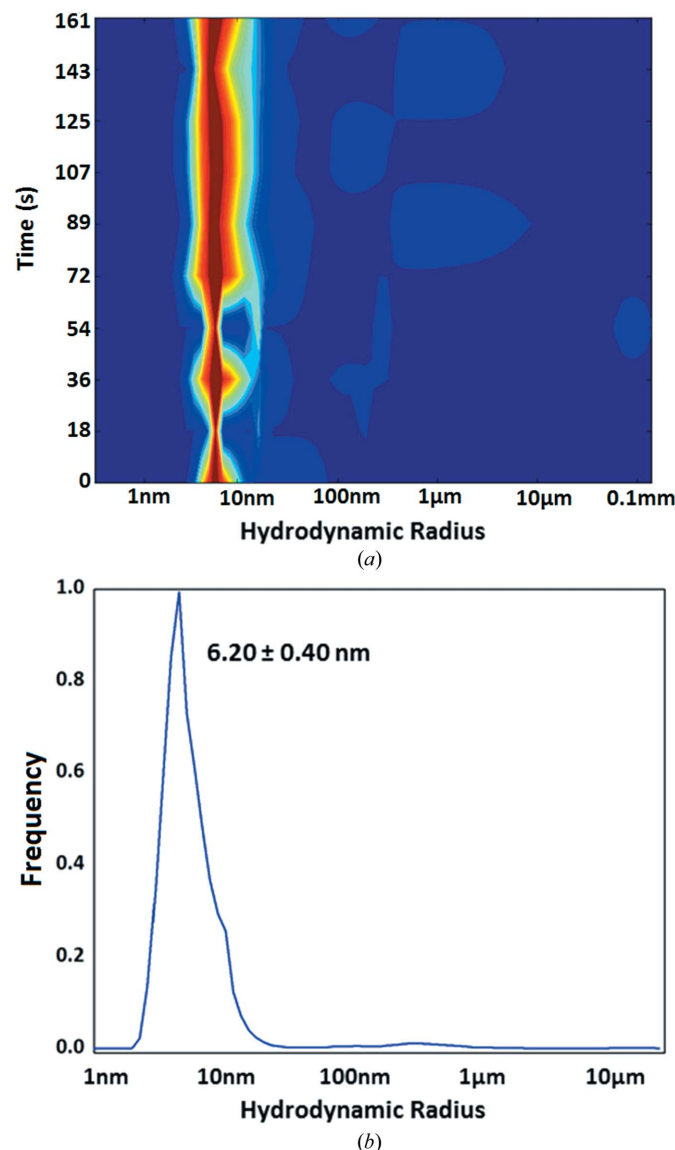 161
143
125
107
89
72
54
36
18
0
Time (s)
1nm 10nm 100nm 1µm 10µm 0.1mm
Hydrodynamic Radius
(a)
1.0
0.8
0.6
0.4
0.2
0.0
Frequency
6.20 ± 0.40 nm
1nm 10nm 100nm 1µm 10µm
Hydrodynamic Radius
(b)